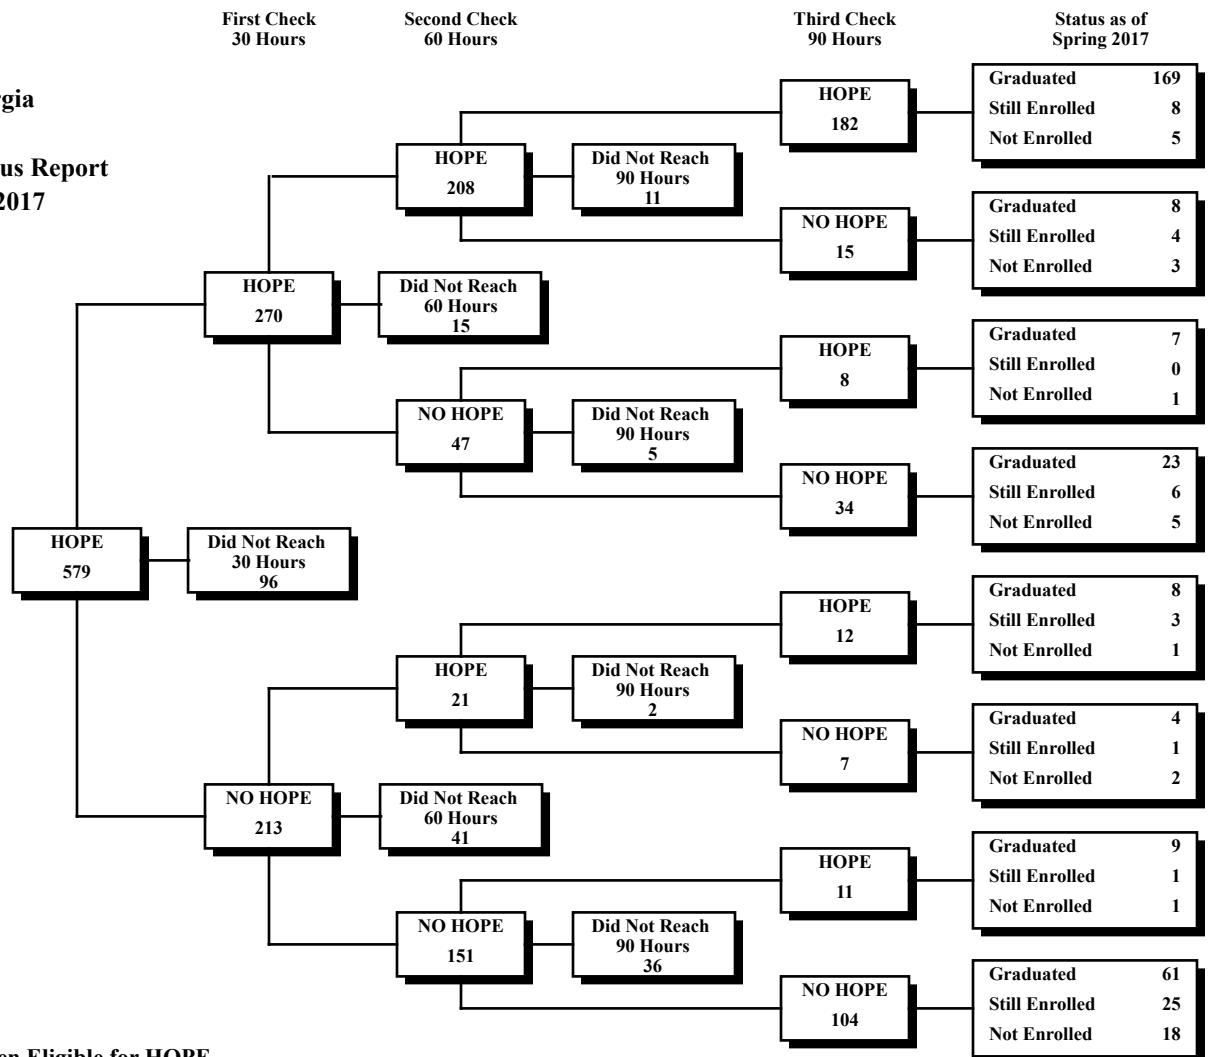 First Check
30 Hours
Second Check
60 Hours
Third Check
90 Hours
Status as of
Spring 2017
rgia
us Report
2017
HOPE
579
Did Not Reach
30 Hours
96
HOPE
270
Did Not Reach
60 Hours
15
NO HOPE
213
Did Not Reach
60 Hours
41
HOPE
208
Did Not Reach
90 Hours
11
NO HOPE
47
Did Not Reach
90 Hours
5
HOPE
21
Did Not Reach
90 Hours
2
NO HOPE
151
Did Not Reach
90 Hours
36
HOPE
182
Graduated 169
Still Enrolled 8
Not Enrolled 5
NO HOPE
15
Graduated 8
Still Enrolled 4
Not Enrolled 3
HOPE
8
Graduated 7
Still Enrolled 0
Not Enrolled 1
NO HOPE
34
Graduated 23
Still Enrolled 6
Not Enrolled 5
HOPE
12
Graduated 8
Still Enrolled 3
Not Enrolled 1
NO HOPE
7
Graduated 4
Still Enrolled 1
Not Enrolled 2
HOPE
11
Graduated 9
Still Enrolled 1
Not Enrolled 1
NO HOPE
104
Graduated 61
Still Enrolled 25
Not Enrolled 18
en Eligible for HOPE